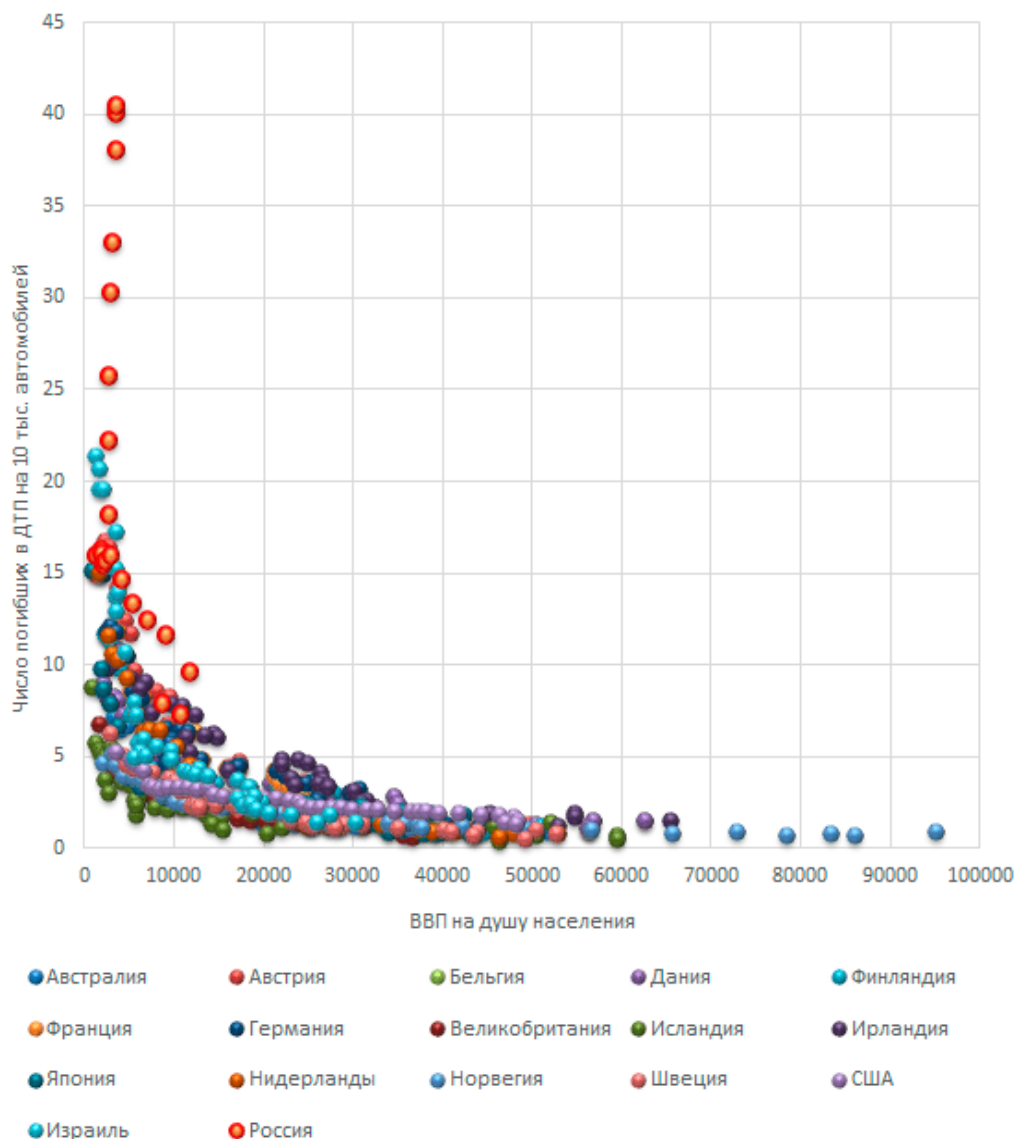 45
40
35
30
25
20
15
10
5
0
Число погибших в ДТП на 10 тыс. автомобилей
0 10000 20000 30000 40000 50000 60000 70000 80000 90000 100000
ВВП на душу населения
Австралия Австрия Бельгия Дания Финляндия
Франция Германия Великобритания Исландия Ирландия
Япония Нидерланды Норвегия Швеция США
Израиль Россия